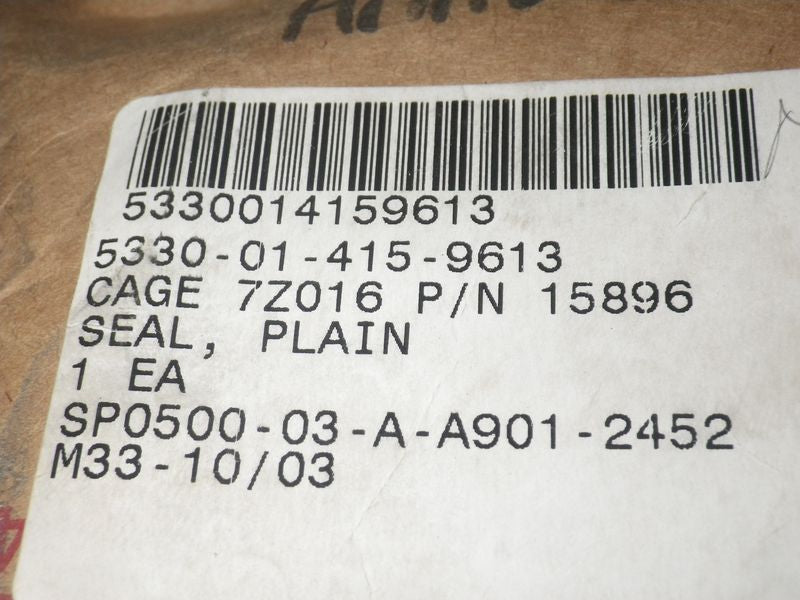 5330014159613
5330-01-415-9613
CAGE 7Z016 P/N 15896
SEAL, PLAIN
1 EA
SP0500-03-A-A901-2452
M33-10/03